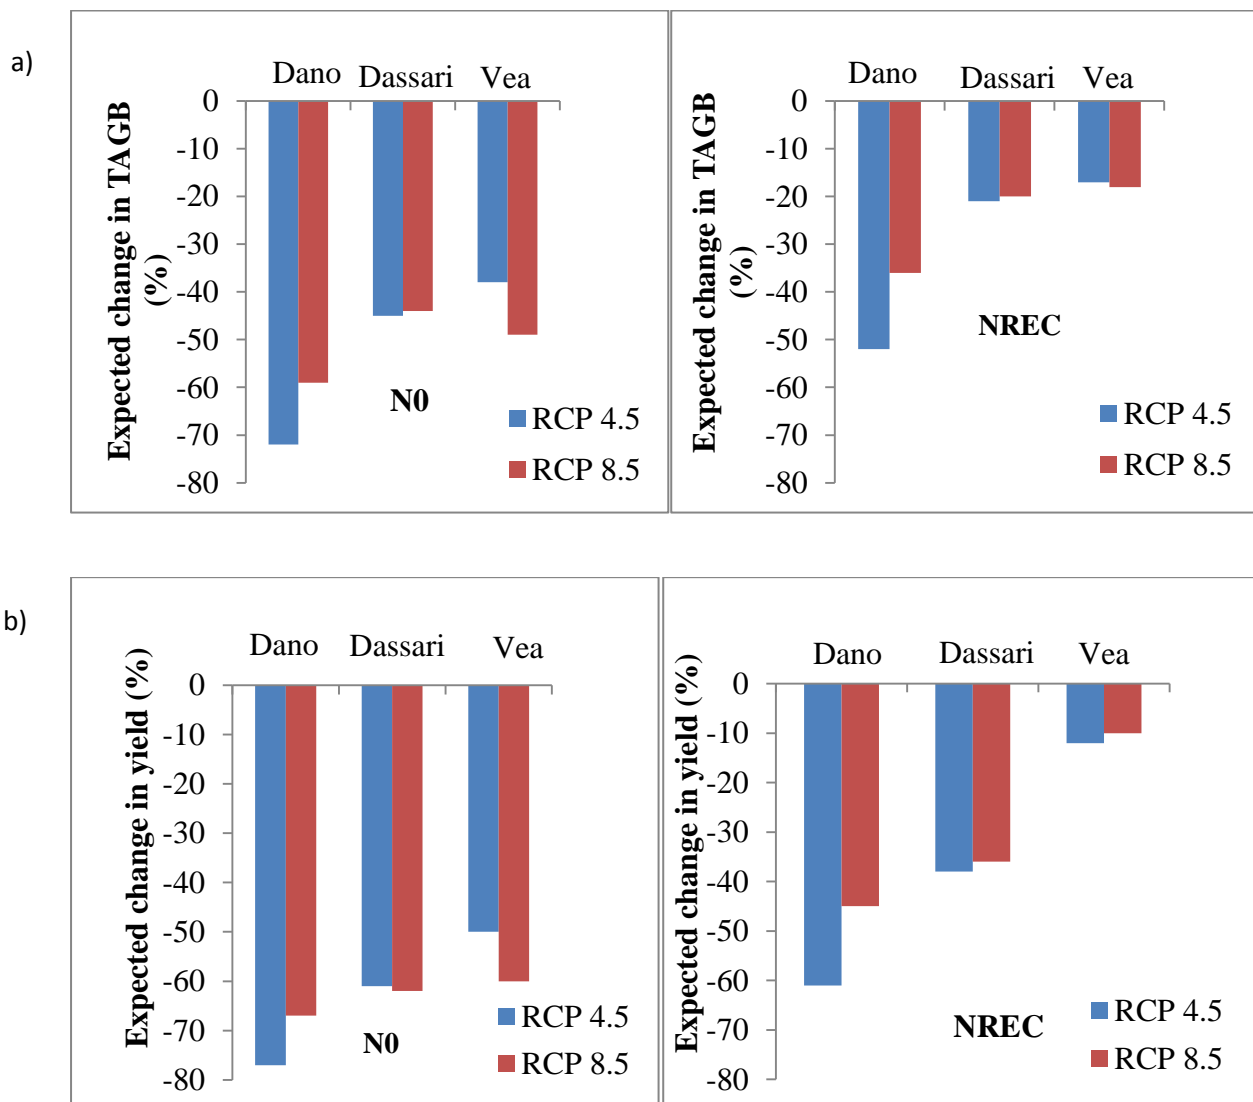 a)
Expected change in TAGB
(%)
Dano Dassari Vea
0
-10
-20
-30
-40
-50
-60
-70
-80
N0
RCP 4.5
RCP 8.5
Expected change in TAGB
(%)
Dano Dassari Vea
0
-10
-20
-30
-40
-50
-60
-70
-80
NREC
RCP 4.5
RCP 8.5
b)
Expected change in yield (%)
Dano Dassari Vea
0
-10
-20
-30
-40
-50
-60
-70
-80
N0
RCP 4.5
RCP 8.5
Expected change in yield (%)
Dano Dassari Vea
0
-10
-20
-30
-40
-50
-60
-70
-80
NREC
RCP 4.5
RCP 8.5